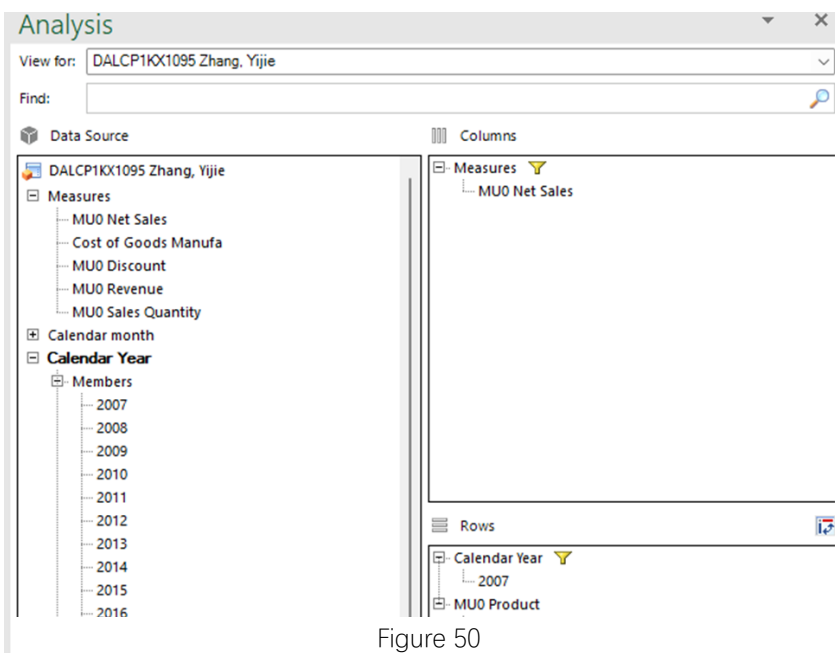 Analysis
View for: DALCP1KX1095 Zhang, Yijie
Find:
Data Source
DALCP1KX1095 Zhang, Yijie
Measures
MU0 Net Sales
Cost of Goods Manufa
MU0 Discount
MU0 Revenue
MU0 Sales Quantity
Calendar month
Calendar Year
Members
2007
2008
2009
2010
2011
2012
2013
2014
2015
2016
Columns
Measures
MU0 Net Sales
Rows
Calendar Year
2007
MU0 Product
Figure 50